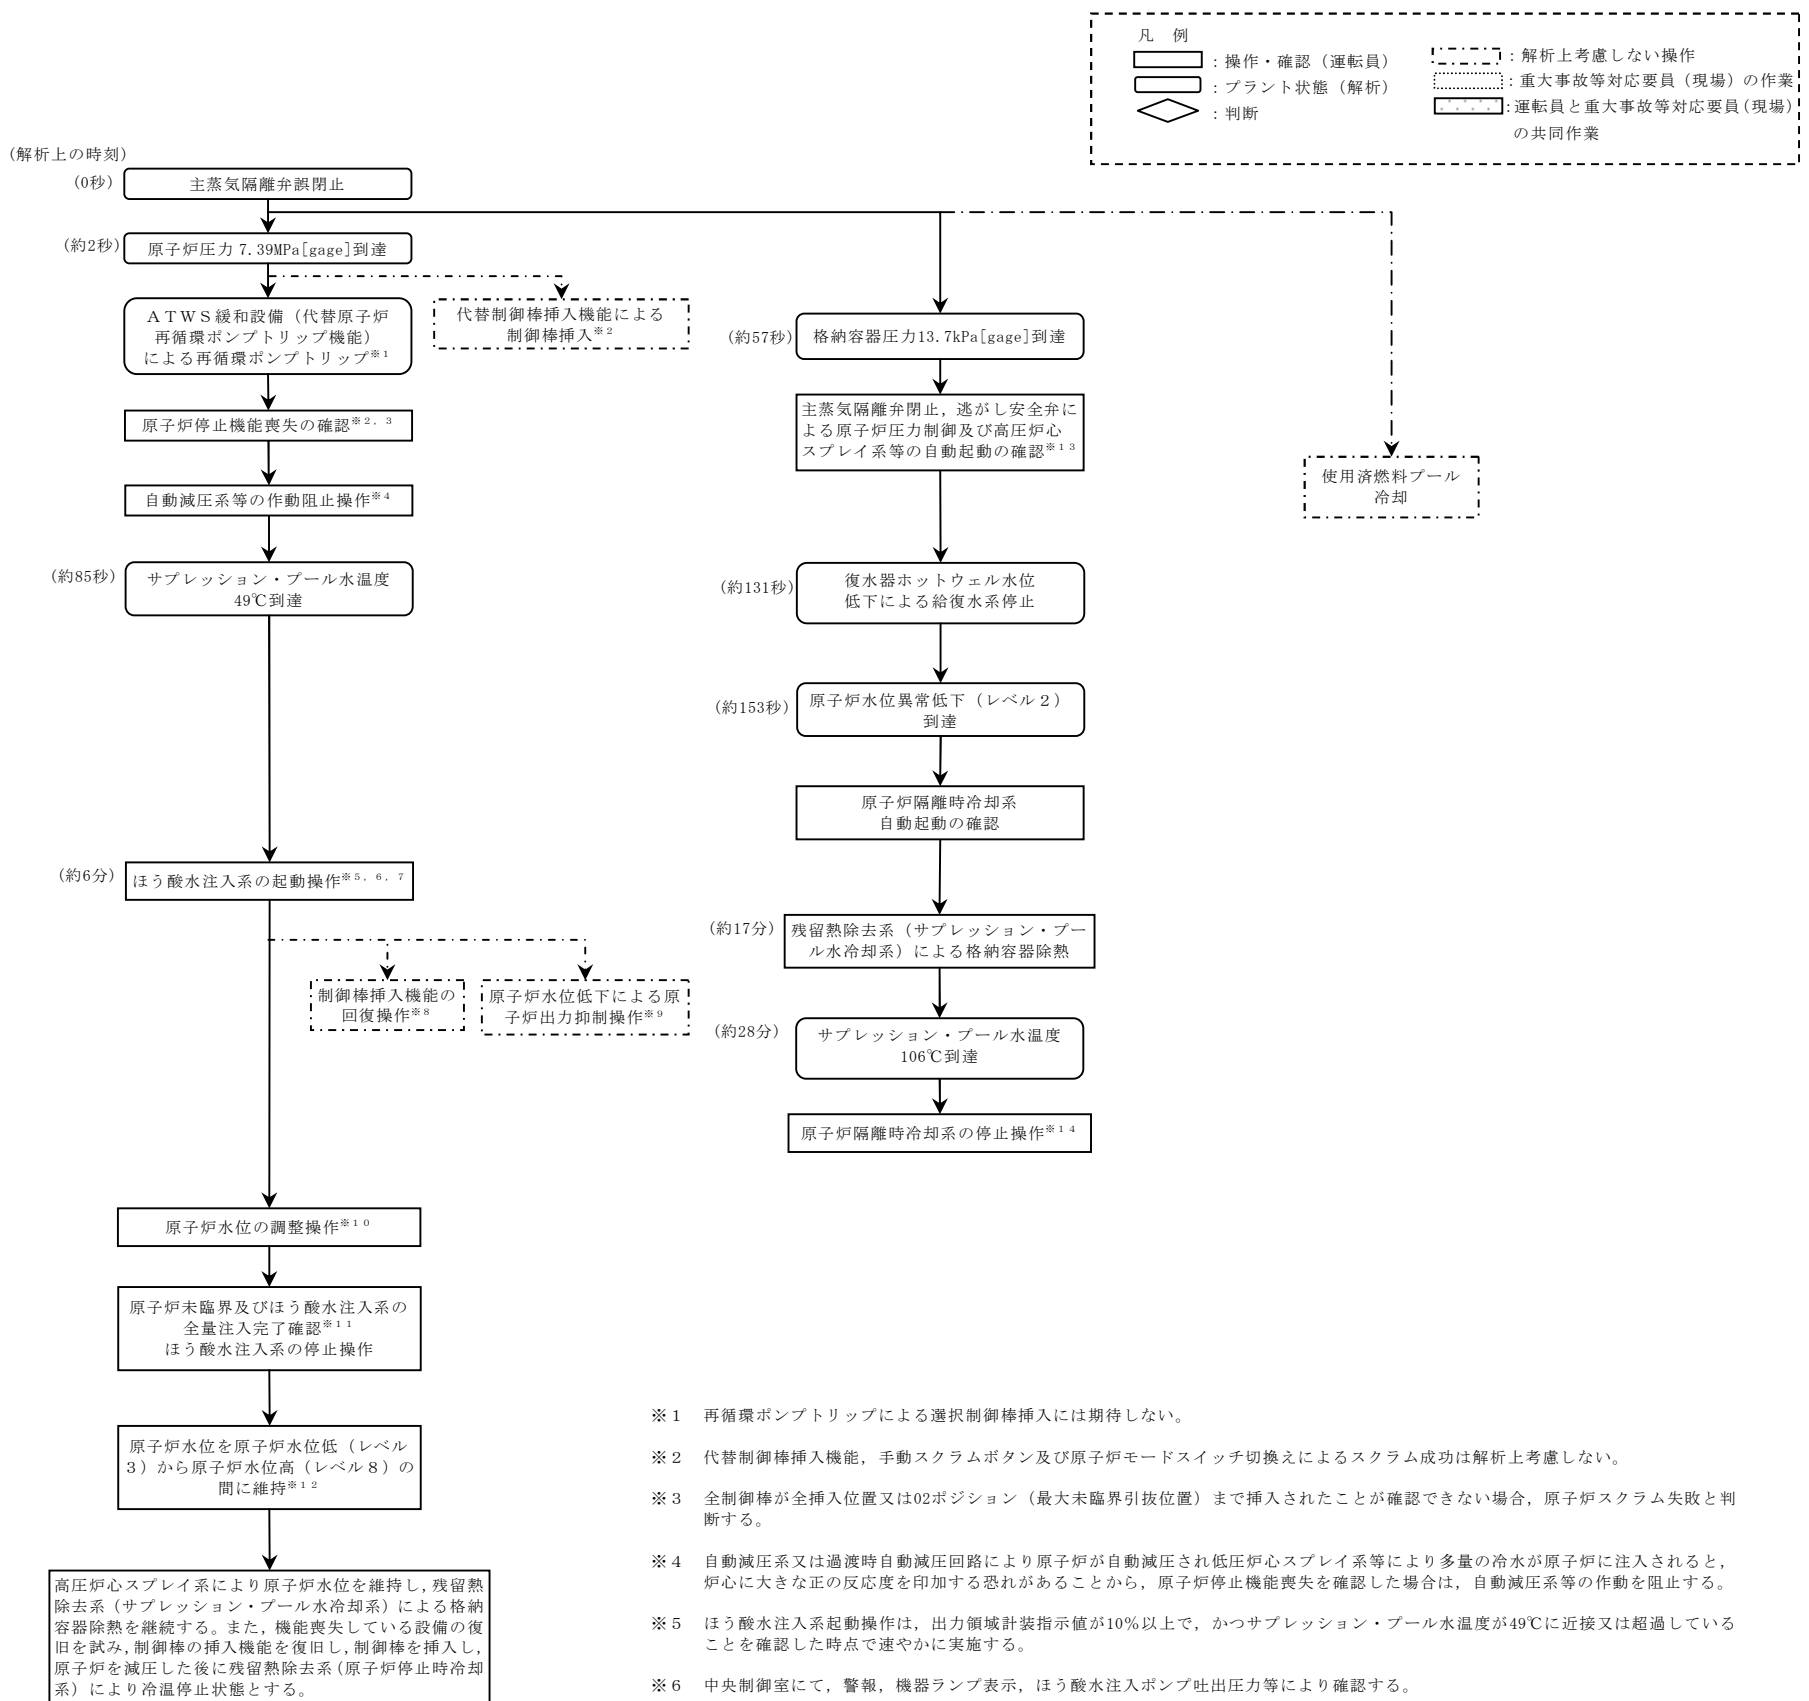 凡 例
：操作・確認（運転員）
：プラント状態（解析）
：判断
：解析上考慮しない操作
：重大事故等対応要員（現場）の作業
：運転員と重大事故等対応要員（現場）
の共同作業
（解析上の時刻）
（0秒）
主蒸気隔離弁誤閉止
（約2秒）
原子炉圧力 7.39MPa[gage]到達
ＡＴＷＳ緩和設備（代替原子炉
再循環ポンプトリップ機能）
による再循環ポンプトリップ※１
代替制御棒挿入機能による
制御棒挿入※２
原子炉停止機能喪失の確認※２，３
自動減圧系等の作動阻止操作※４
（約85秒）
サプレッション・プール水温度
49℃到達
（約6分）
ほう酸水注入系の起動操作※５，６，７
制御棒挿入機能の
回復操作※８
原子炉水位低下による原
子炉出力抑制操作※９
原子炉水位の調整操作※１０
原子炉未臨界及びほう酸水注入系の
全量注入完了確認※１１
ほう酸水注入系の停止操作
原子炉水位を原子炉水位低（レベル
３）から原子炉水位高（レベル８）の
間に維持※１２
高圧炉心スプレイ系により原子炉水位を維持し，残留熱
除去系（サプレッション・プール水冷却系）による格納
容器除熱を継続する。また，機能喪失している設備の復
旧を試み，制御棒の挿入機能を復旧し，制御棒を挿入し，
原子炉を減圧した後に残留熱除去系（原子炉停止時冷却
系）により冷温停止状態とする。
（約57秒）
格納容器圧力13.7kPa[gage]到達
主蒸気隔離弁閉止，逃がし安全弁に
よる原子炉圧力制御及び高圧炉心
スプレイ系等の自動起動の確認※１３
（約131秒）
復水器ホットウェル水位
低下による給復水系停止
（約153秒）
原子炉水位異常低下（レベル２）
到達
原子炉隔離時冷却系
自動起動の確認
（約17分）
残留熱除去系（サプレッション・プー
ル水冷却系）による格納容器除熱
（約28分）
サプレッション・プール水温度
106℃到達
原子炉隔離時冷却系の停止操作※１４
使用済燃料プール
冷却
※１ 再循環ポンプトリップによる選択制御棒挿入には期待しない。
※２ 代替制御棒挿入機能，手動スクラムボタン及び原子炉モードスイッチ切換えによるスクラム成功は解析上考慮しない。
※３ 全制御棒が全挿入位置又は02ポジション（最大未臨界引抜位置）まで挿入されたことが確認できない場合，原子炉スクラム失敗と判
断する。
※４ 自動減圧系又は過渡時自動減圧回路により原子炉が自動減圧され低圧炉心スプレイ系等により多量の冷水が原子炉に注入されると，
炉心に大きな正の反応度を印加する恐れがあることから，原子炉停止機能喪失を確認した場合は，自動減圧系等の作動を阻止する。
※５ ほう酸水注入系起動操作は，出力領域計装指示値が10％以上で，かつサプレッション・プール水温度が49℃に近接又は超過している
ことを確認した時点で速やかに実施する。
※６ 中央制御室にて，警報，機器ランプ表示，ほう酸水注入ポンプ吐出圧力等により確認する。